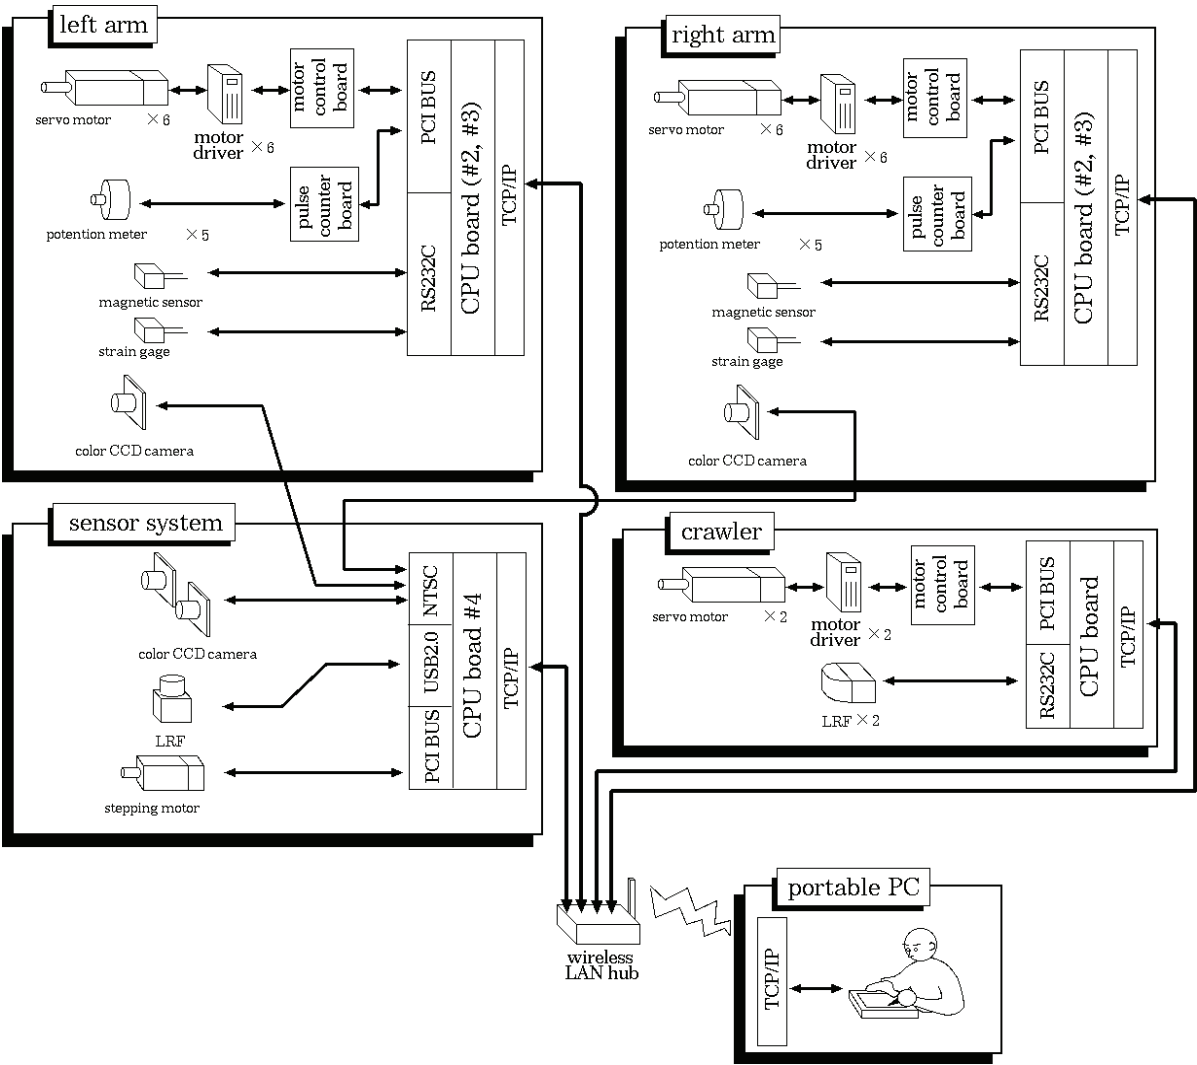 left arm
servo motor
× 6
motor
driver × 6
motor
control
board
potention meter
× 5
pulse
counter
board
magnetic sensor
strain gage
color CCD camera
PCI BUS
RS232C
CPU board (#2, #3)
TCP/IP
right arm
servo motor
× 6
motor
driver × 6
motor
control
board
potention meter
× 5
pulse
counter
board
magnetic sensor
strain gage
color CCD camera
PCI BUS
RS232C
CPU board (#2, #3)
TCP/IP
sensor system
color CCD camera
LRF
stepping motor
NTSC
USB2.0
PCI BUS
CPU boad #4
TCP/IP
crawler
servo motor
× 2
motor
driver × 2
motor
control
board
LRF × 2
PCI BUS
RS232C
CPU board
TCP/IP
wireless
LAN hub
portable PC
TCP/IP